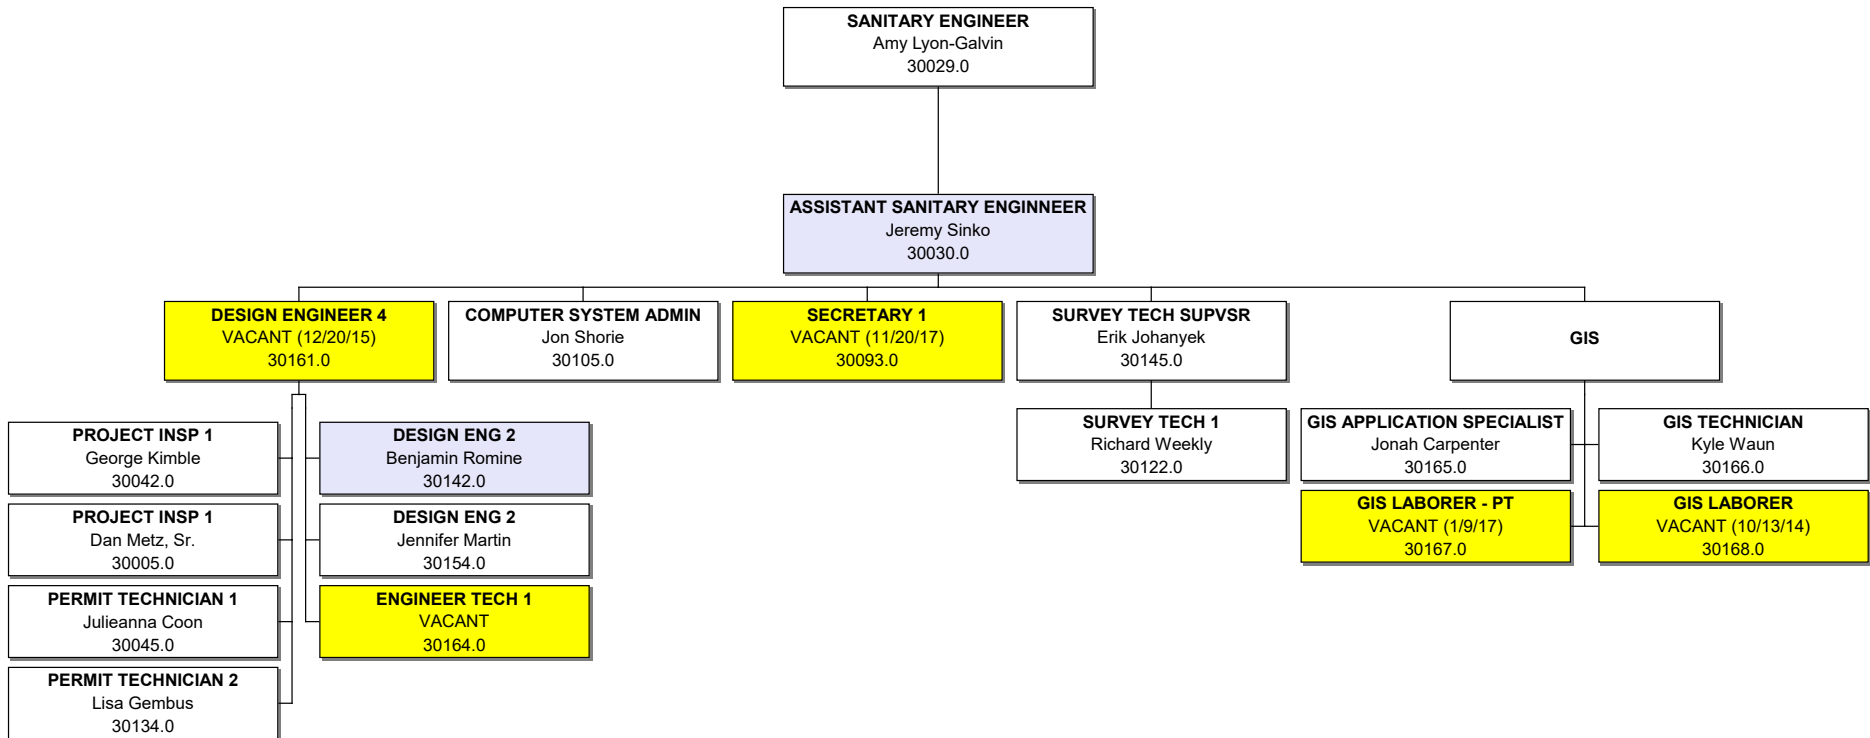 SANITARY ENGINEER
Amy Lyon-Galvin
30029.0
ASSISTANT SANITARY ENGINNEER
Jeremy Sinko
30030.0
DESIGN ENGINEER 4
VACANT (12/20/15)
30161.0
COMPUTER SYSTEM ADMIN
Jon Shorie
30105.0
SECRETARY 1
VACANT (11/20/17)
30093.0
SURVEY TECH SUPVSR
Erik Johanyek
30145.0
GIS
PROJECT INSP 1
George Kimble
30042.0
DESIGN ENG 2
Benjamin Romine
30142.0
SURVEY TECH 1
Richard Weekly
30122.0
GIS APPLICATION SPECIALIST
Jonah Carpenter
30165.0
GIS TECHNICIAN
Kyle Waun
30166.0
PROJECT INSP 1
Dan Metz, Sr.
30005.0
DESIGN ENG 2
Jennifer Martin
30154.0
GIS LABORER - PT
VACANT (1/9/17)
30167.0
GIS LABORER
VACANT (10/13/14)
30168.0
PERMIT TECHNICIAN 1
Julieanna Coon
30045.0
ENGINEER TECH 1
VACANT
30164.0
PERMIT TECHNICIAN 2
Lisa Gembus
30134.0